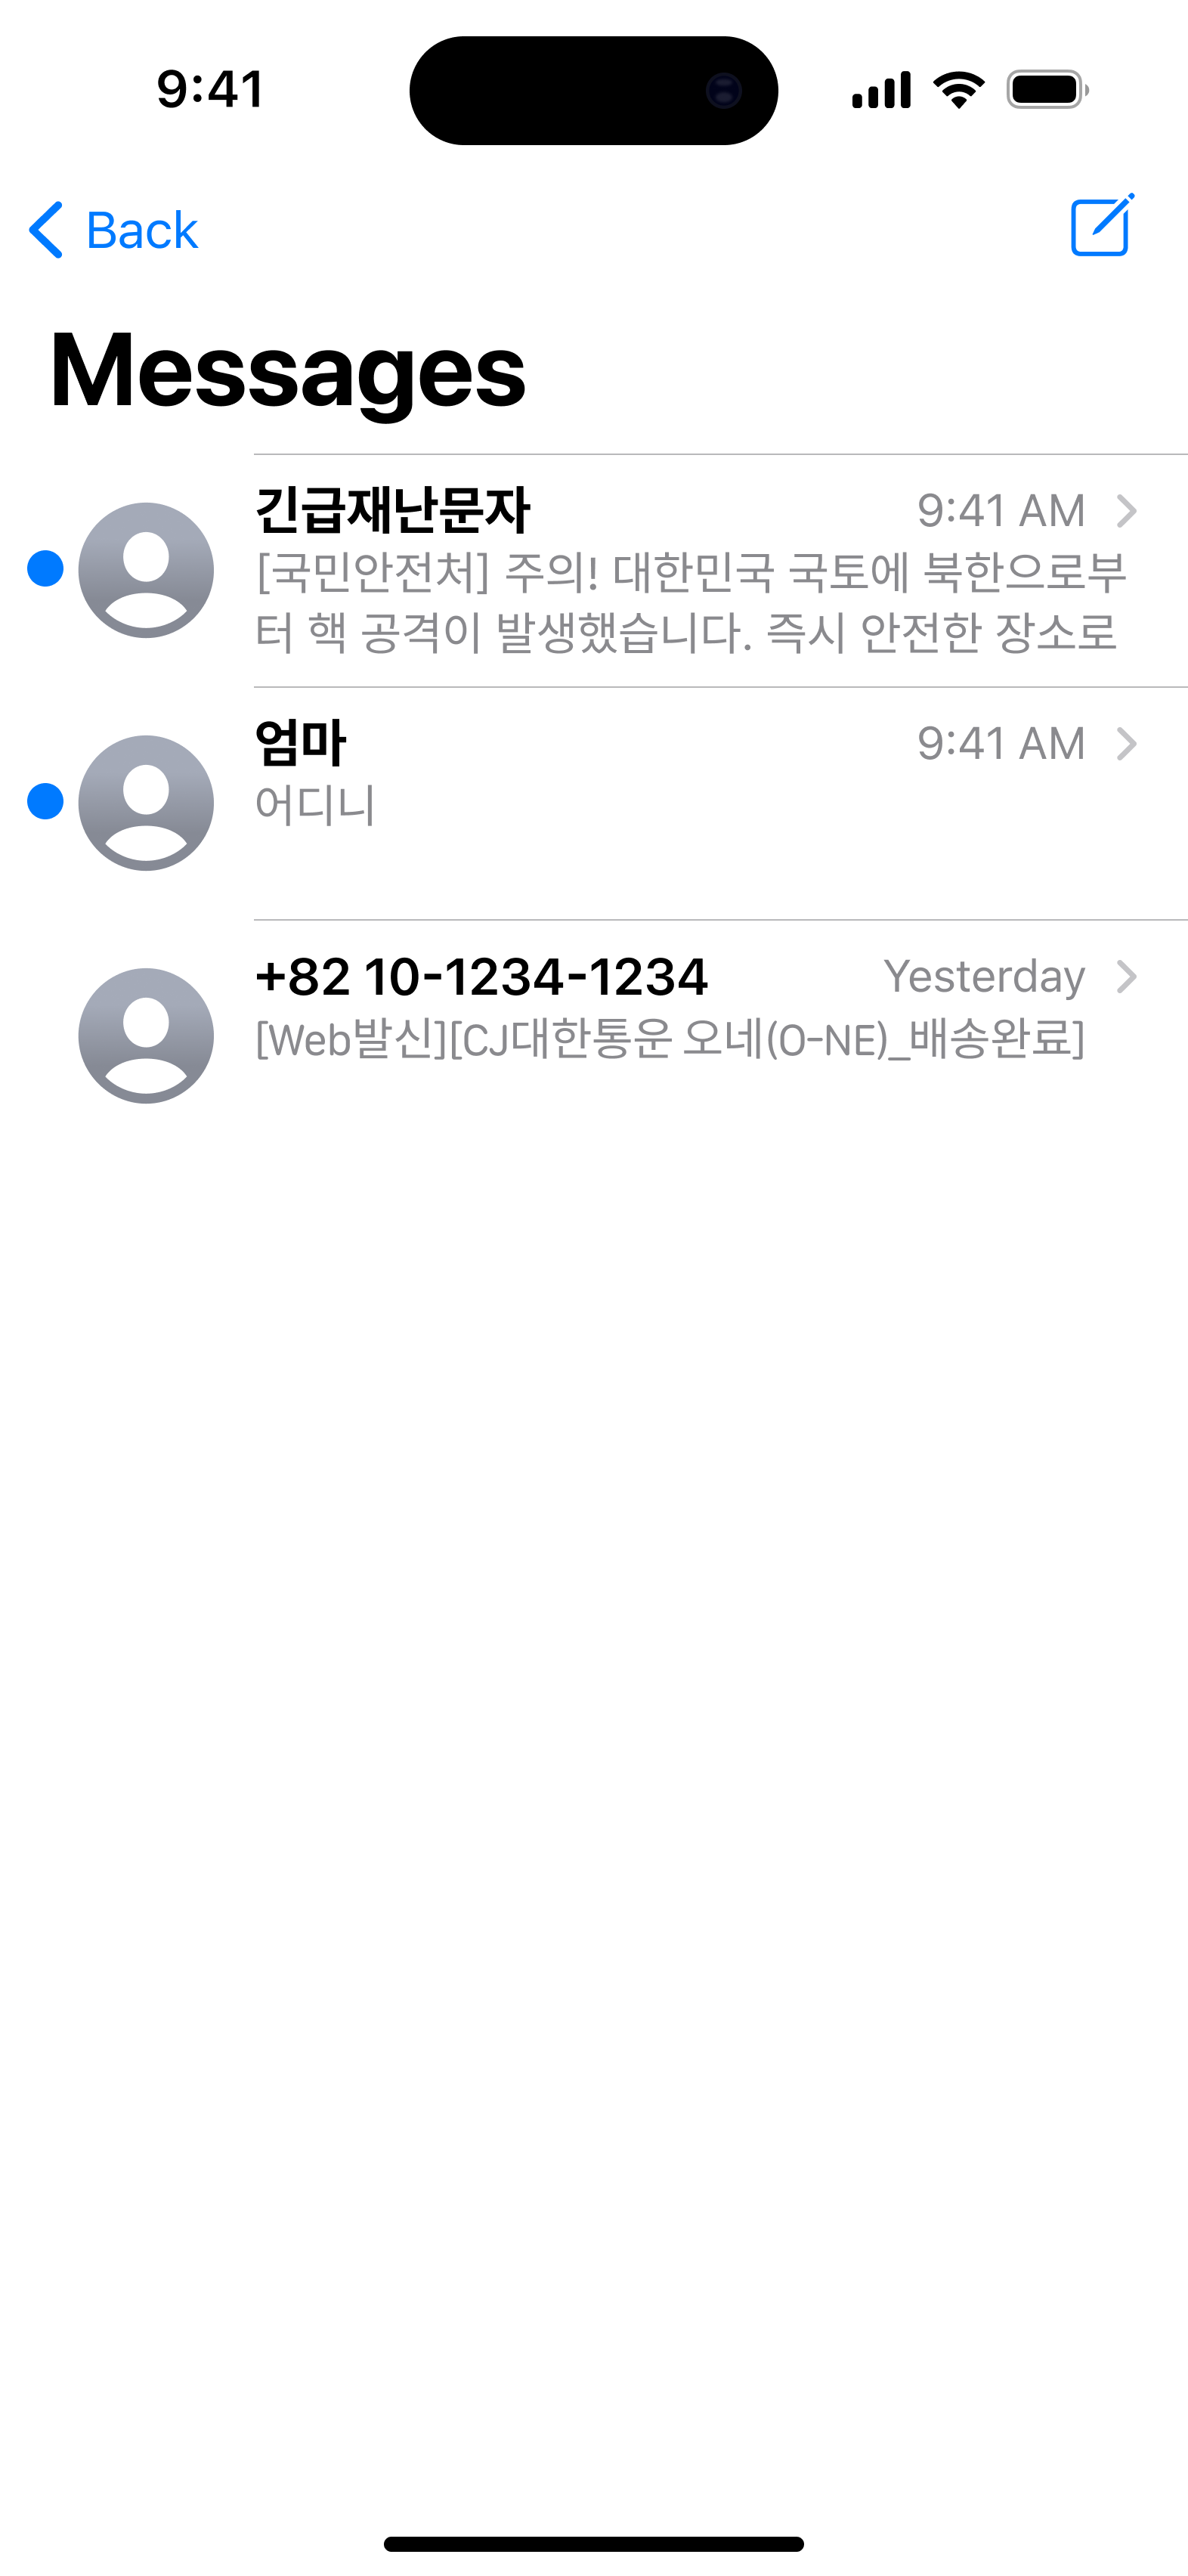 9:41
Back
Messages
긴급재난문자 9:41 AM
[국민안전처] 주의! 대한민국 국토에 북한으로부
터 핵 공격이 발생했습니다. 즉시 안전한 장소로
엄마 9:41 AM
어디니
+82 10-1234-1234 Yesterday
[Web발신][CJ대한통운 오네(O-NE)_배송완료]